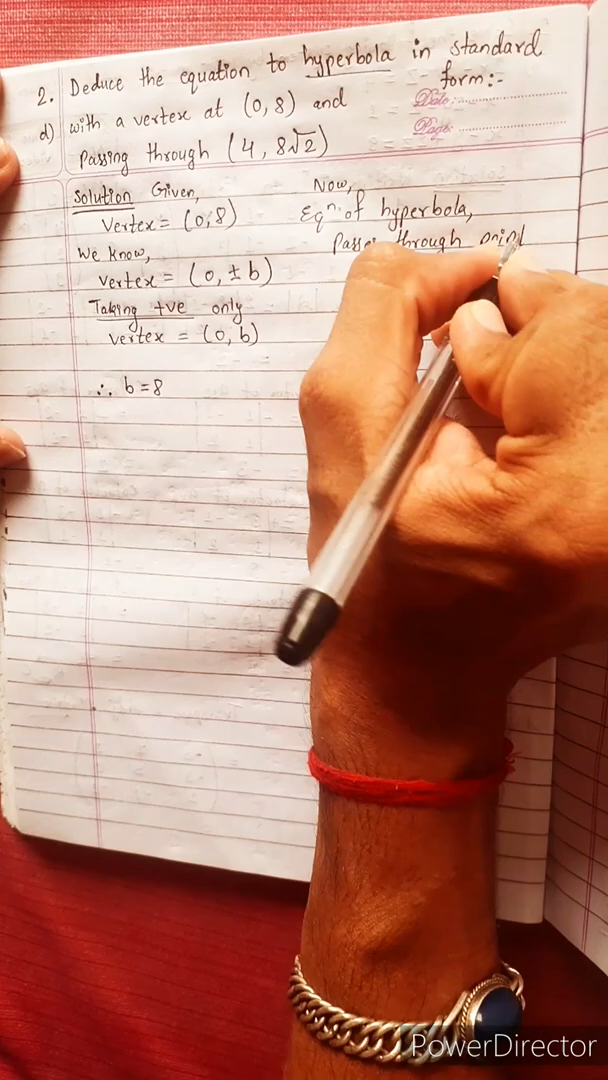 2. Deduce the equation to hyperbola in standard form:-
d) with a vertex at (0, 8) and
Passing through (4, 8√2)
Date:
Page:
Solution Given,
Vertex = (0, 8)
We know,
vertex = (0, ± b)
Taking +ve only
vertex = (0, b)
∴ b = 8
Now,
Eqⁿ. of hyperbola,
through point
PowerDirector